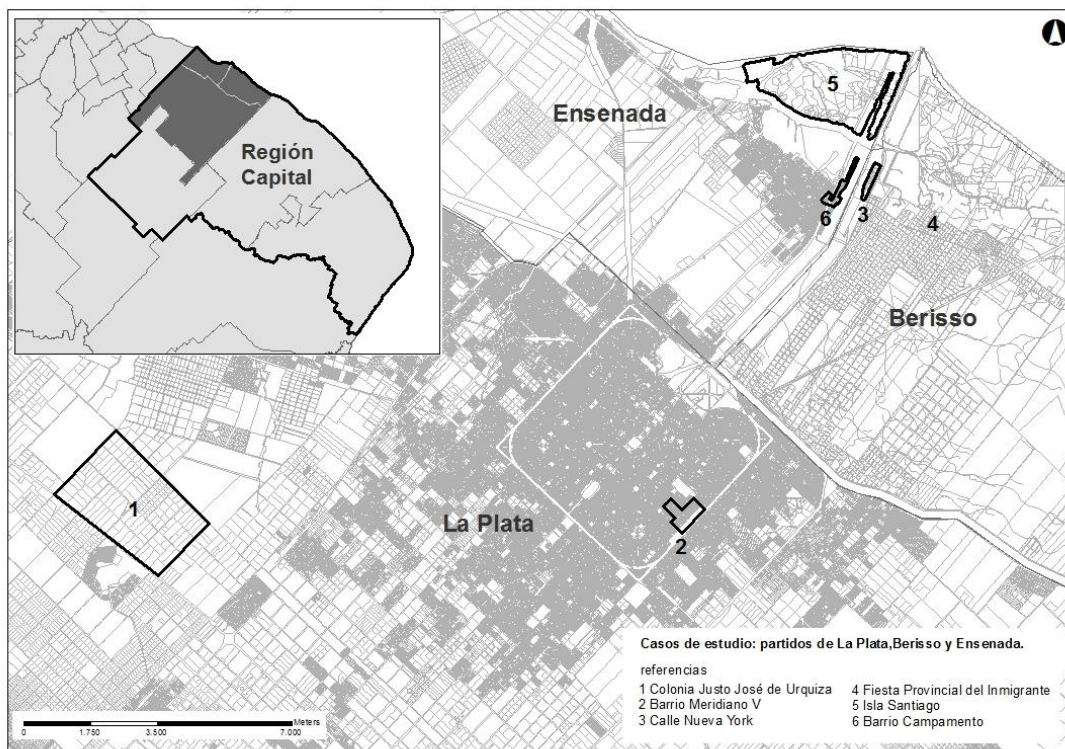 Región
Capital
Ensenada
5
6
3
4
Berisso
1
La Plata
2
Casos de estudio: partidos de La Plata,Berisso y Ensenada.
referencias
1 Colonia Justo José de Urquiza
2 Barrio Meridiano V
3 Calle Nueva York
4 Fiesta Provincial del Inmigrante
5 Isla Santiago
6 Barrio Campamento
Meters
0 1.750 3.500 7.000